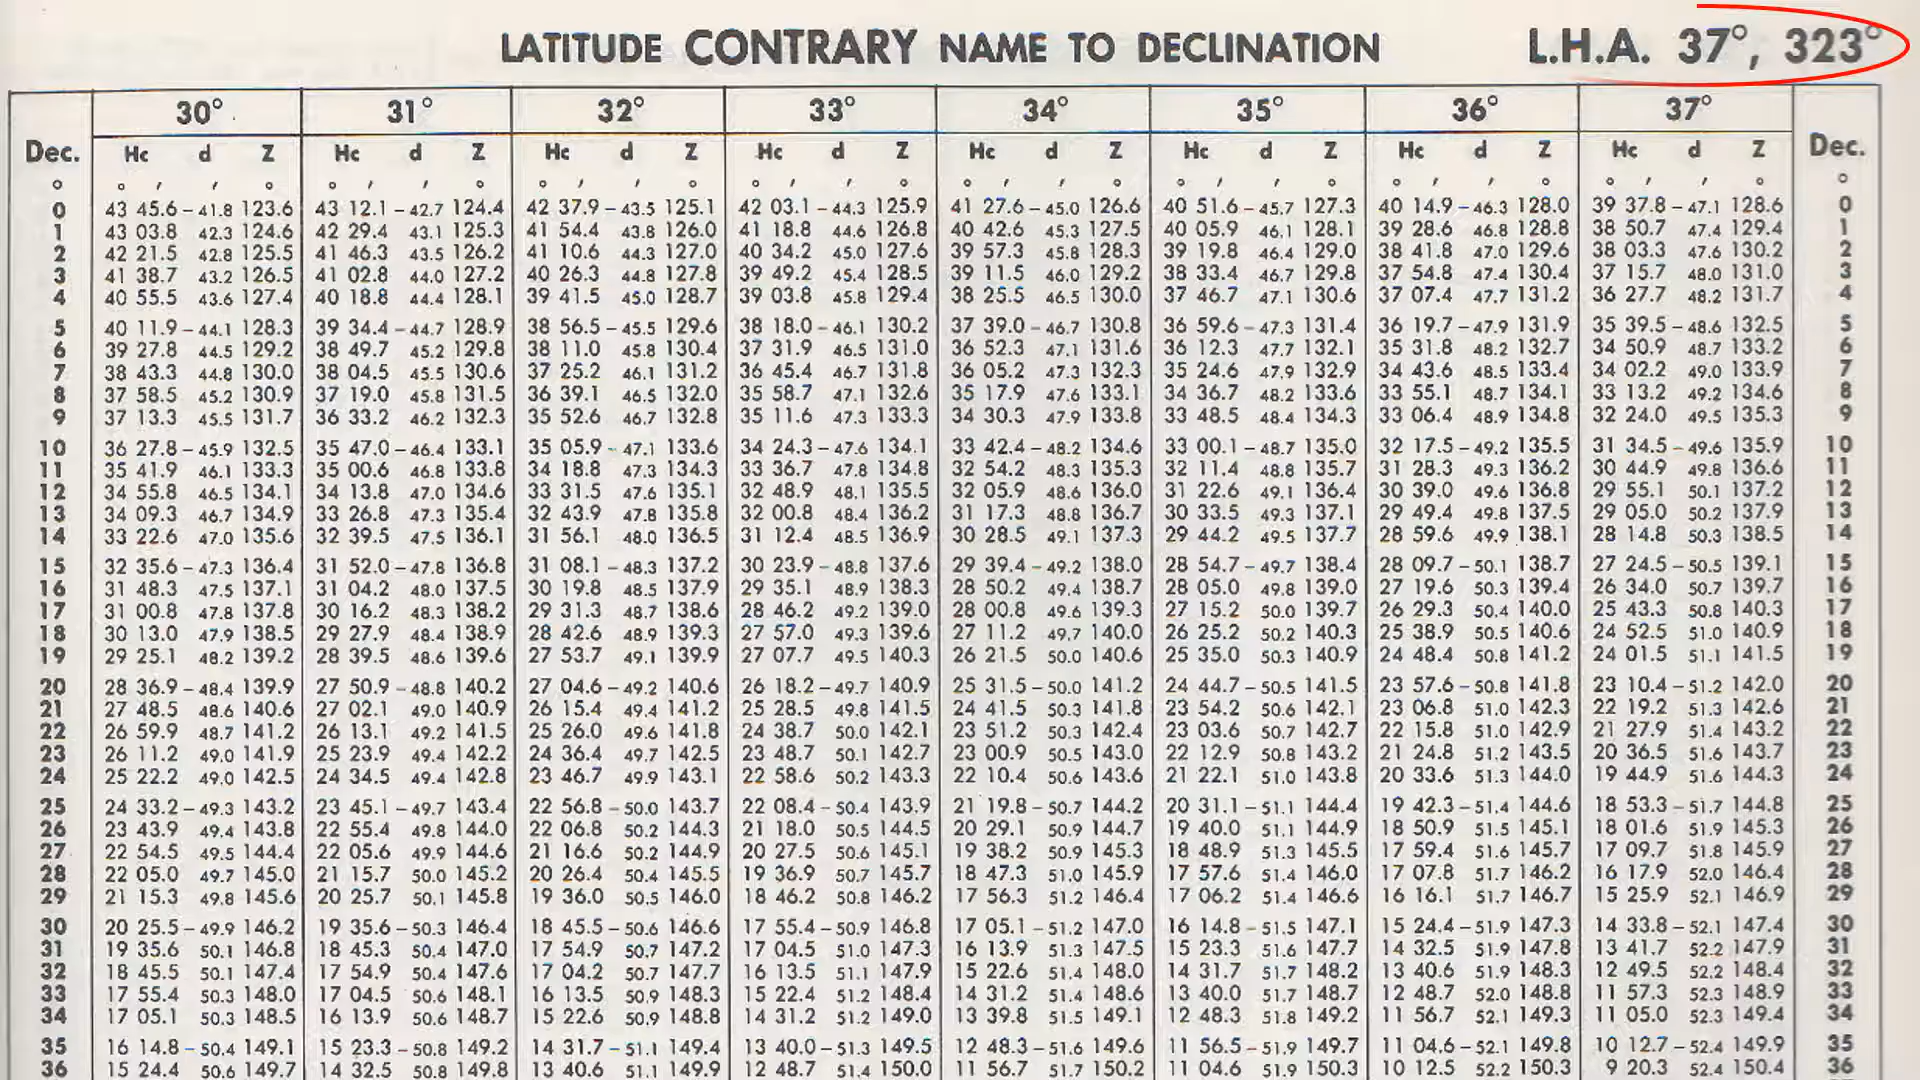 LATITUDE CONTRARY NAME TO DECLINATION L.H.A. 37°, 323°
30° 31° 32° 33° 34° 35° 36° 37°
Dec. Hc d Z Hc d Z Hc d Z Hc d Z Hc d Z Hc d Z Hc d Z Hc d Z Dec.
° ° ′ ′ ° ° ′ ′ ° ° ′ ′ ° ° ′ ′ ° ° ′ ′ ° ° ′ ′ ° ° ′ ′ ° ° ′ ′ ° °
0 43 45.6 –41.8 123.6 43 12.1 –42.7 124.4 42 37.9 –43.5 125.1 42 03.1 –44.3 125.9 41 27.6 –45.0 126.6 40 51.6 –45.7 127.3 40 14.9 –46.3 128.0 39 37.8 –47.1 128.6 0
1 43 03.8 42.3 124.6 42 29.4 43.1 125.3 41 54.4 43.8 126.0 41 18.8 44.6 126.8 40 42.6 45.3 127.5 40 05.9 46.1 128.1 39 28.6 46.8 128.8 38 50.7 47.4 129.4 1
2 42 21.5 42.8 125.5 41 46.3 43.5 126.2 41 10.6 44.3 127.0 40 34.2 45.0 127.6 39 57.3 45.8 128.3 39 19.8 46.4 129.0 38 41.8 47.0 129.6 38 03.3 47.6 130.2 2
3 41 38.7 43.2 126.5 41 02.8 44.0 127.2 40 26.3 44.8 127.8 39 49.2 45.4 128.5 39 11.5 46.0 129.2 38 33.4 46.7 129.8 37 54.8 47.4 130.4 37 15.7 48.0 131.0 3
4 40 55.5 43.6 127.4 40 18.8 44.4 128.1 39 41.5 45.0 128.7 39 03.8 45.8 129.4 38 25.5 46.5 130.0 37 46.7 47.1 130.6 37 07.4 47.7 131.2 36 27.7 48.2 131.7 4
5 40 11.9 –44.1 128.3 39 34.4 –44.7 128.9 38 56.5 –45.5 129.6 38 18.0 –46.1 130.2 37 39.0 –46.7 130.8 36 59.6 –47.3 131.4 36 19.7 –47.9 131.9 35 39.5 –48.6 132.5 5
6 39 27.8 44.5 129.2 38 49.7 45.2 129.8 38 11.0 45.8 130.4 37 31.9 46.5 131.0 36 52.3 47.1 131.6 36 12.3 47.7 132.1 35 31.8 48.2 132.7 34 50.9 48.7 133.2 6
7 38 43.3 44.8 130.0 38 04.5 45.5 130.6 37 25.2 46.1 131.2 36 45.4 46.7 131.8 36 05.2 47.3 132.3 35 24.6 47.9 132.9 34 43.6 48.5 133.4 34 02.2 49.0 133.9 7
8 37 58.5 45.2 130.9 37 19.0 45.8 131.5 36 39.1 46.5 132.0 35 58.7 47.1 132.6 35 17.9 47.6 133.1 34 36.7 48.2 133.6 33 55.1 48.7 134.1 33 13.2 49.2 134.6 8
9 37 13.3 45.5 131.7 36 33.2 46.2 132.3 35 52.6 46.7 132.8 35 11.6 47.3 133.3 34 30.3 47.9 133.8 33 48.5 48.4 134.3 33 06.4 48.9 134.8 32 24.0 49.5 135.3 9
10 36 27.8 –45.9 132.5 35 47.0 –46.4 133.1 35 05.9 –47.1 133.6 34 24.3 –47.6 134.1 33 42.4 –48.2 134.6 33 00.1 –48.7 135.0 32 17.5 –49.2 135.5 31 34.5 –49.6 135.9 10
11 35 41.9 46.1 133.3 35 00.6 46.8 133.8 34 18.8 47.3 134.3 33 36.7 47.8 134.8 32 54.2 48.3 135.3 32 11.4 48.8 135.7 31 28.3 49.3 136.2 30 44.9 49.8 136.6 11
12 34 55.8 46.5 134.1 34 13.8 47.0 134.6 33 31.5 47.6 135.1 32 48.9 48.1 135.5 32 05.9 48.6 136.0 31 22.6 49.1 136.4 30 39.0 49.6 136.8 29 55.1 50.1 137.2 12
13 34 09.3 46.7 134.9 33 26.8 47.3 135.4 32 43.9 47.8 135.8 32 00.8 48.4 136.2 31 17.3 48.8 136.7 30 33.5 49.3 137.1 29 49.4 49.8 137.5 29 05.0 50.2 137.9 13
14 33 22.6 47.0 135.6 32 39.5 47.5 136.1 31 56.1 48.0 136.5 31 12.4 48.5 136.9 30 28.5 49.1 137.3 29 44.2 49.5 137.7 28 59.6 49.9 138.1 28 14.8 50.3 138.5 14
15 32 35.6 –47.3 136.4 31 52.0 –47.8 136.8 31 08.1 –48.3 137.2 30 23.9 –48.8 137.6 29 39.4 –49.2 138.0 28 54.7 –49.7 138.4 28 09.7 –50.1 138.7 27 24.5 –50.5 139.1 15
16 31 48.3 47.5 137.1 31 04.2 48.0 137.5 30 19.8 48.5 137.9 29 35.1 48.9 138.3 28 50.2 49.4 138.7 28 05.0 49.8 139.0 27 19.6 50.3 139.4 26 34.0 50.7 139.7 16
17 31 00.8 47.8 137.8 30 16.2 48.3 138.2 29 31.3 48.7 138.6 28 46.2 49.2 139.0 28 00.8 49.6 139.3 27 15.2 50.0 139.7 26 29.3 50.4 140.0 25 43.3 50.8 140.3 17
18 30 13.0 47.9 138.5 29 27.9 48.4 138.9 28 42.6 48.9 139.3 27 57.0 49.3 139.6 27 11.2 49.7 140.0 26 25.2 50.2 140.3 25 38.9 50.5 140.6 24 52.5 51.0 140.9 18
19 29 25.1 48.2 139.2 28 39.5 48.6 139.6 27 53.7 49.1 139.9 27 07.7 49.5 140.3 26 21.5 50.0 140.6 25 35.0 50.3 140.9 24 48.4 50.8 141.2 24 01.5 51.1 141.5 19
20 28 36.9 –48.4 139.9 27 50.9 –48.8 140.2 27 04.6 –49.2 140.6 26 18.2 –49.7 140.9 25 31.5 –50.0 141.2 24 44.7 –50.5 141.5 23 57.6 –50.8 141.8 23 10.4 –51.2 142.0 20
21 27 48.5 48.6 140.6 27 02.1 49.0 140.9 26 15.4 49.4 141.2 25 28.5 49.8 141.5 24 41.5 50.3 141.8 23 54.2 50.6 142.1 23 06.8 51.0 142.3 22 19.2 51.3 142.6 21
22 26 59.9 48.7 141.2 26 13.1 49.2 141.5 25 26.0 49.6 141.8 24 38.7 50.0 142.1 23 51.2 50.3 142.4 23 03.6 50.7 142.7 22 15.8 51.0 142.9 21 27.9 51.4 143.2 22
23 26 11.2 49.0 141.9 25 23.9 49.4 142.2 24 36.4 49.7 142.5 23 48.7 50.1 142.7 23 00.9 50.5 143.0 22 12.9 50.8 143.2 21 24.8 51.2 143.5 20 36.5 51.6 143.7 23
24 25 22.2 49.0 142.5 24 34.5 49.4 142.8 23 46.7 49.9 143.1 22 58.6 50.2 143.3 22 10.4 50.6 143.6 21 22.1 51.0 143.8 20 33.6 51.3 144.0 19 44.9 51.6 144.3 24
25 24 33.2 –49.3 143.2 23 45.1 –49.7 143.4 22 56.8 –50.0 143.7 22 08.4 –50.4 143.9 21 19.8 –50.7 144.2 20 31.1 –51.1 144.4 19 42.3 –51.4 144.6 18 53.3 –51.7 144.8 25
26 23 43.9 49.4 143.8 22 55.4 49.8 144.0 22 06.8 50.2 144.3 21 18.0 50.5 144.5 20 29.1 50.9 144.7 19 40.0 51.1 144.9 18 50.9 51.5 145.1 18 01.6 51.9 145.3 26
27 22 54.5 49.5 144.4 22 05.6 49.9 144.6 21 16.6 50.2 144.9 20 27.5 50.6 145.1 19 38.2 50.9 145.3 18 48.9 51.3 145.5 17 59.4 51.6 145.7 17 09.7 51.8 145.9 27
28 22 05.0 49.7 145.0 21 15.7 50.0 145.2 20 26.4 50.4 145.5 19 36.9 50.7 145.7 18 47.3 51.0 145.9 17 57.6 51.4 146.0 17 07.8 51.7 146.2 16 17.9 52.0 146.4 28
29 21 15.3 49.8 145.6 20 25.7 50.1 145.8 19 36.0 50.5 146.0 18 46.2 50.8 146.2 17 56.3 51.2 146.4 17 06.2 51.4 146.6 16 16.1 51.7 146.7 15 25.9 52.1 146.9 29
30 20 25.5 –49.9 146.2 19 35.6 –50.3 146.4 18 45.5 –50.6 146.6 17 55.4 –50.9 146.8 17 05.1 –51.2 147.0 16 14.8 –51.5 147.1 15 24.4 –51.9 147.3 14 33.8 –52.1 147.4 30
31 19 35.6 50.1 146.8 18 45.3 50.4 147.0 17 54.9 50.7 147.2 17 04.5 51.0 147.3 16 13.9 51.3 147.5 15 23.3 51.6 147.7 14 32.5 51.9 147.8 13 41.7 52.2 147.9 31
32 18 45.5 50.1 147.4 17 54.9 50.4 147.6 17 04.2 50.7 147.7 16 13.5 51.1 147.9 15 22.6 51.4 148.0 14 31.7 51.7 148.2 13 40.6 51.9 148.3 12 49.5 52.2 148.4 32
33 17 55.4 50.3 148.0 17 04.5 50.6 148.1 16 13.5 50.9 148.3 15 22.4 51.2 148.4 14 31.2 51.4 148.6 13 40.0 51.7 148.7 12 48.7 52.0 148.8 11 57.3 52.3 148.9 33
34 17 05.1 50.3 148.5 16 13.9 50.6 148.7 15 22.6 50.9 148.8 14 31.2 51.2 149.0 13 39.8 51.5 149.1 12 48.3 51.8 149.2 11 56.7 52.1 149.3 11 05.0 52.3 149.4 34
35 16 14.8 –50.4 149.1 15 23.3 –50.8 149.2 14 31.7 –51.1 149.4 13 40.0 –51.3 149.5 12 48.3 –51.6 149.6 11 56.5 –51.9 149.7 11 04.6 –52.1 149.8 10 12.7 –52.4 149.9 35
36 15 24.4 50.6 149.7 14 32.5 50.8 149.8 13 40.6 51.1 149.9 12 48.7 51.4 150.0 11 56.7 51.7 150.2 11 04.6 51.9 150.3 10 12.5 52.2 150.3 9 20.3 52.4 150.4 36